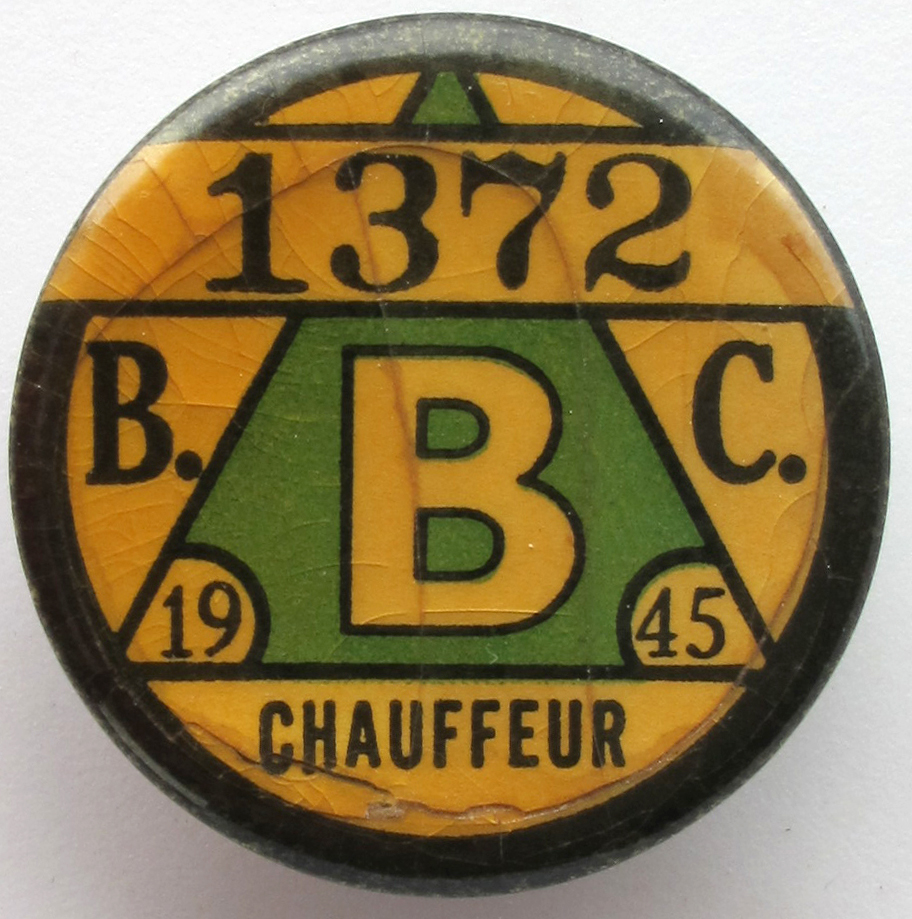 1372
B. B C.
19 45
CHAUFFEUR